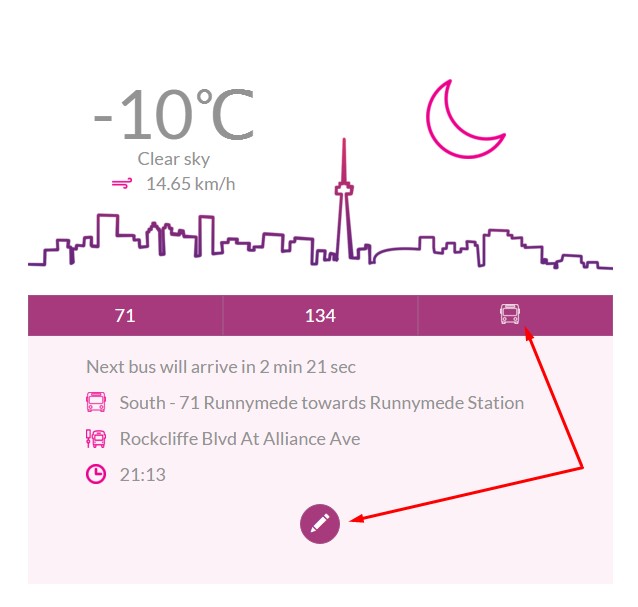 -10℃
Clear sky
14.65 km/h
71
134
Next bus will arrive in 2 min 21 sec
South - 71 Runnymede towards Runnymede Station
Rockcliffe Blvd At Alliance Ave
21:13